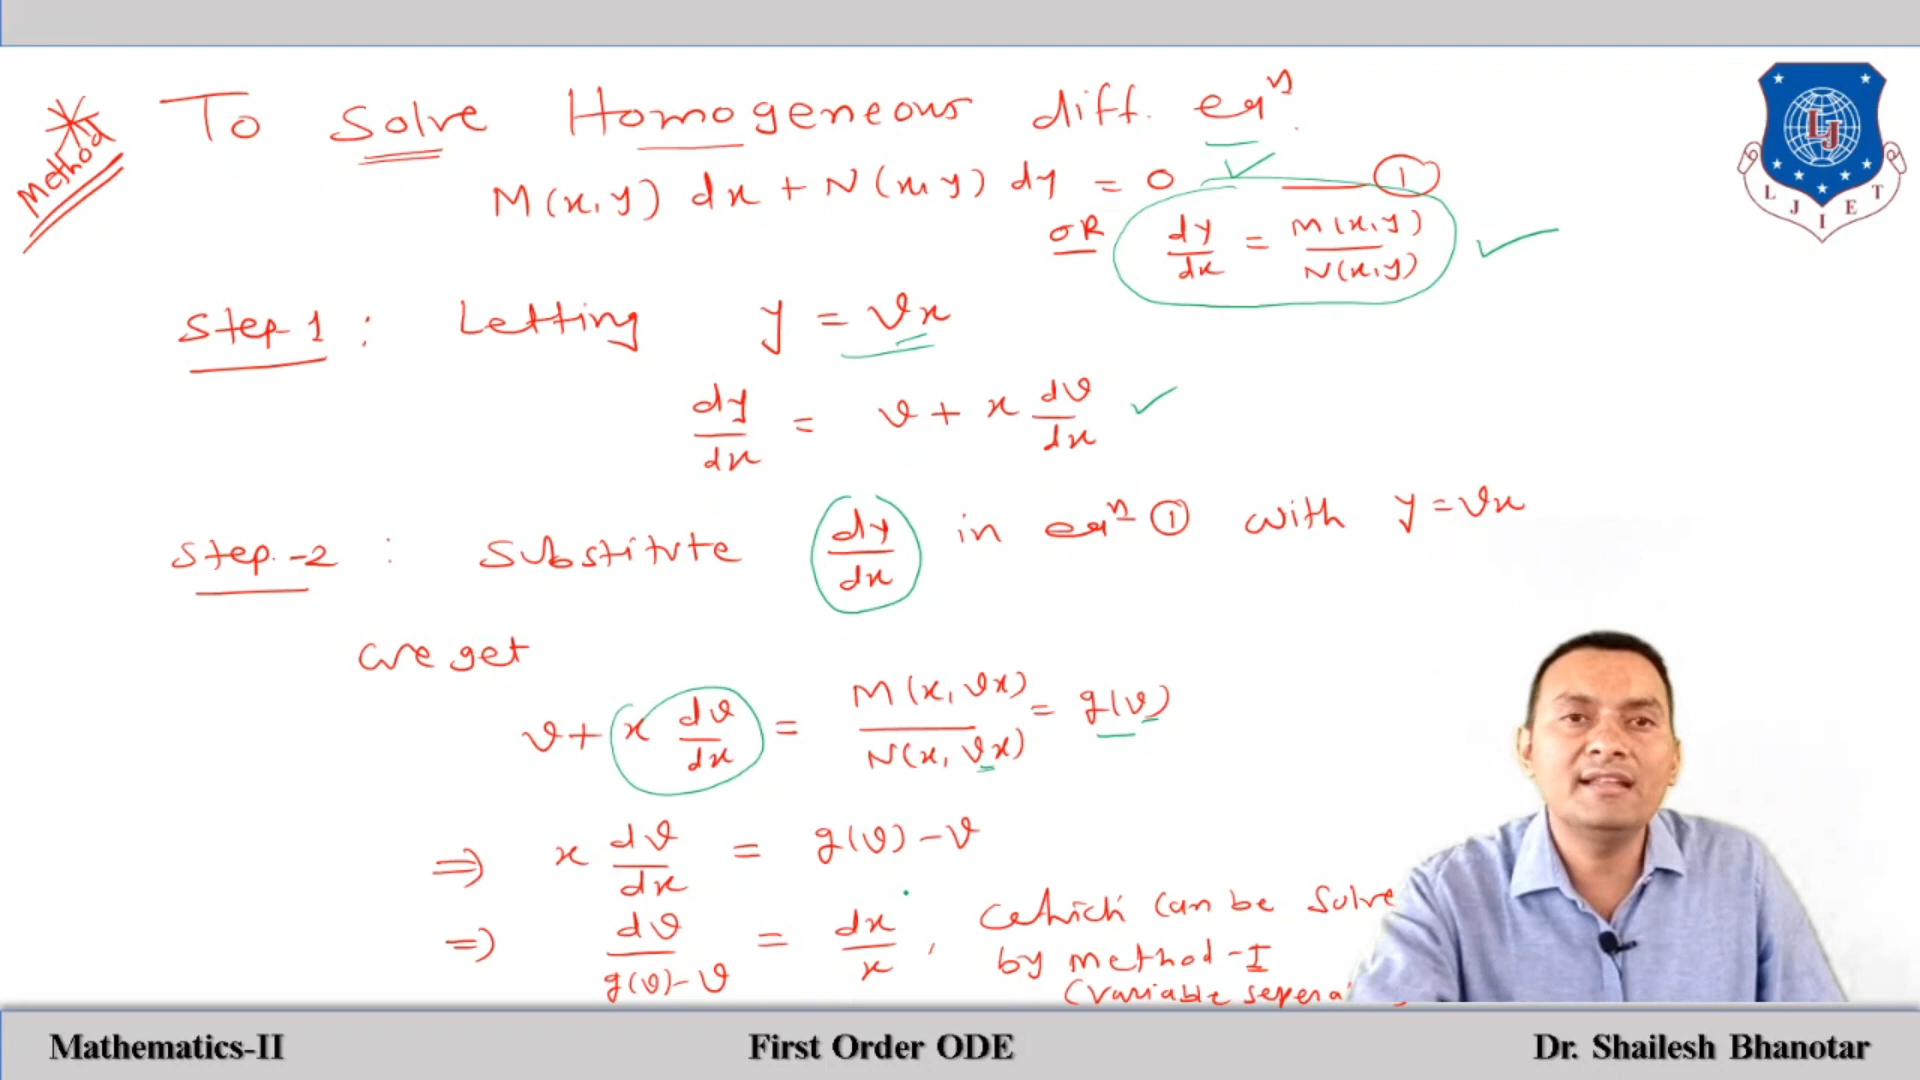 Method
To solve Homogeneous diff. eqⁿ.
M(x,y) dx + N(x,y) dy = 0 — ①
OR dy/dx = M(x,y)/N(x,y)
Step 1 : Letting y = vx
dy/dx = v + x dv/dx
Step-2 : Substitute dy/dx in eqⁿ ① with y = vx
we get
v + x dv/dx = M(x, vx)/N(x, vx) = g(v)
⇒ x dv/dx = g(v) - v
⇒ dv/g(v)-v = dx/x , which can be solve
by method-I
(variable sepera
L J I E T
LJ
Mathematics-II
First Order ODE
Dr. Shailesh Bhanotar